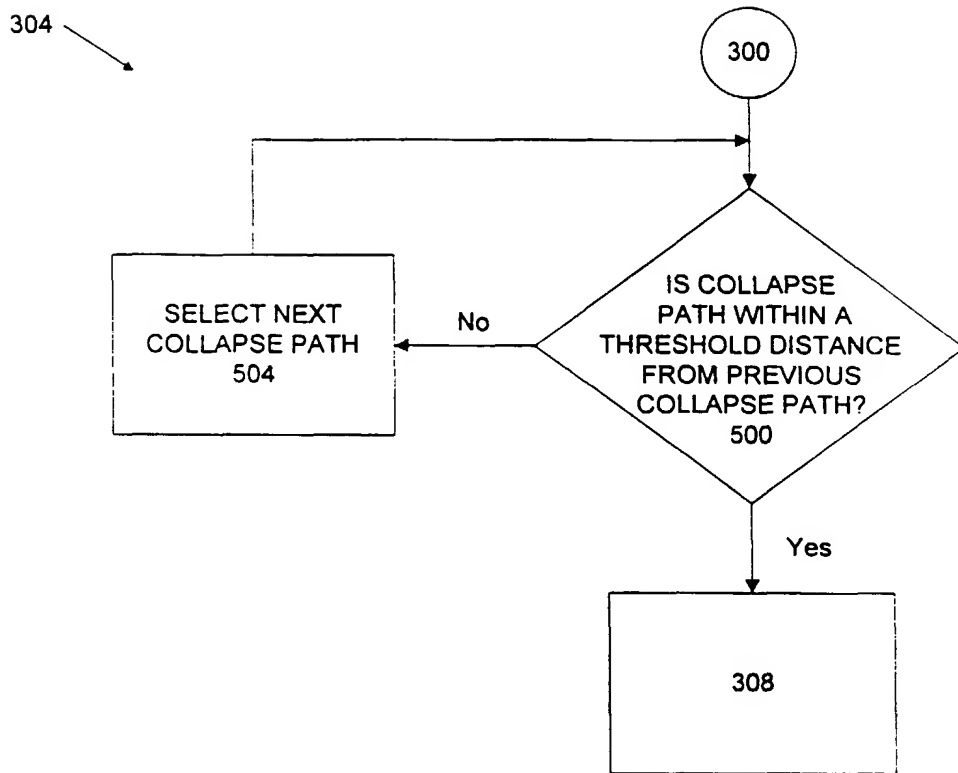 304
300
IS COLLAPSE
PATH WITHIN A
THRESHOLD DISTANCE
FROM PREVIOUS
COLLAPSE PATH?
500
No
SELECT NEXT
COLLAPSE PATH
504
Yes
308